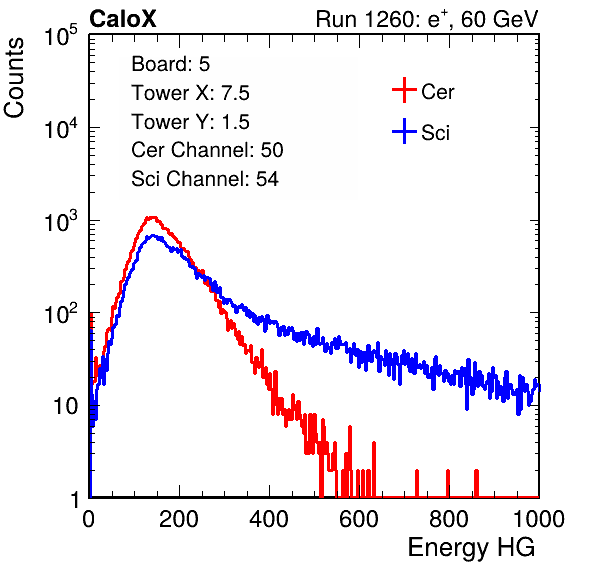 CaloX Run 1260: e⁺, 60 GeV
Board: 5
Tower X: 7.5
Tower Y: 1.5
Cer Channel: 50
Sci Channel: 54
Cer
Sci
Counts
10⁵
10⁴
10³
10²
10
1
0 200 400 600 800 1000
Energy HG